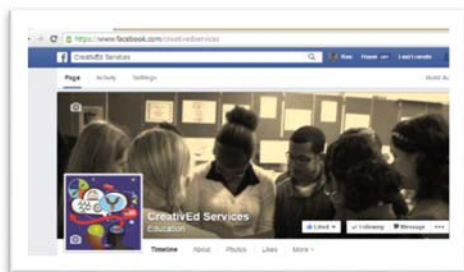 https://www.facebook.com/creativedservices
CreativEd Services
Home
Page Activity Settings
CreativEd Services
Education
Liked Following Message
Timeline About Photos Likes More